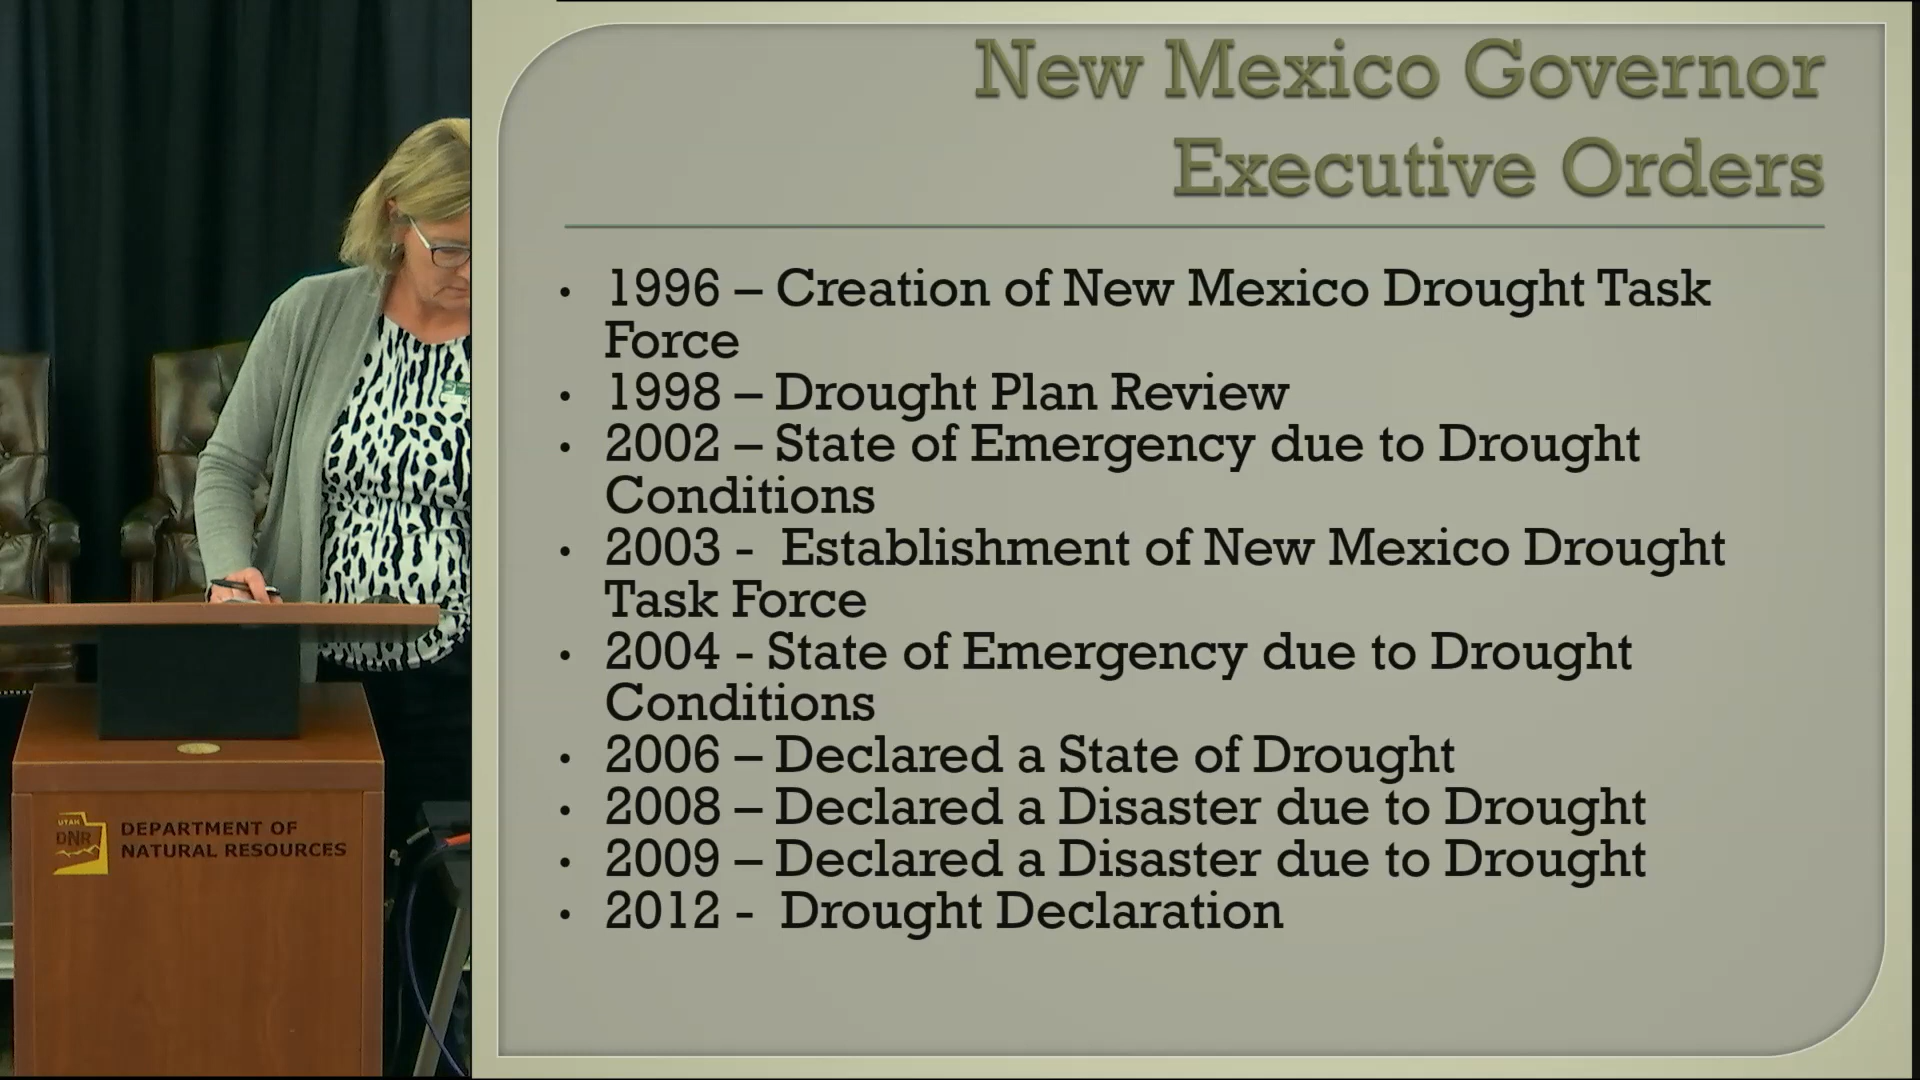 New Mexico Governor
Executive Orders
• 1996 – Creation of New Mexico Drought Task
Force
• 1998 – Drought Plan Review
• 2002 – State of Emergency due to Drought
Conditions
• 2003 -  Establishment of New Mexico Drought
Task Force
• 2004 - State of Emergency due to Drought
Conditions
• 2006 – Declared a State of Drought
• 2008 – Declared a Disaster due to Drought
• 2009 – Declared a Disaster due to Drought
• 2012 -  Drought Declaration
UTAH
DNR
DEPARTMENT OF
NATURAL RESOURCES